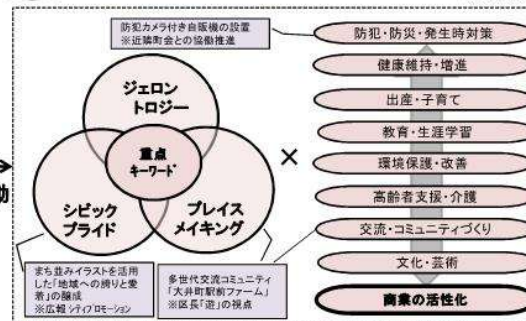 防犯カメラ付き自販機の設置
※近隣町会との協働推進
ジェロン
トロジー
重点
キーワード
シビック
プライド
プレイス
メイキング
×
動
まち並みイラストを活用
した「地域への誇りと愛
着」の醸成
※広報シティプロモーション
多世代交流コミュニティ
「大井町駅前ファーム」
※区長「遊」の視点
防犯・防災・発生時対策
健康維持・増進
出産・子育て
教育・生涯学習
環境保護・改善
高齢者支援・介護
交流・コミュニティづくり
文化・芸術
商業の活性化